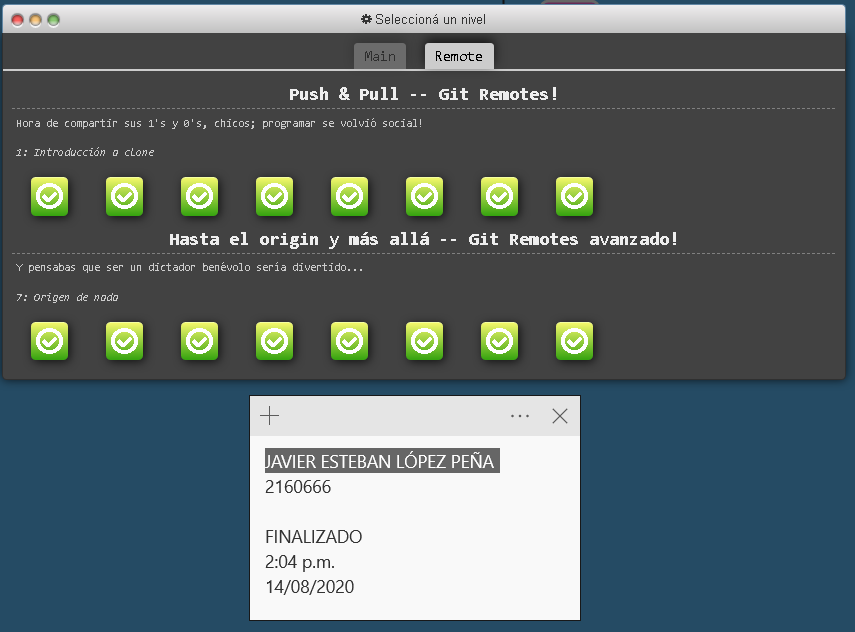 Seleccioná un nivel
Main
Remote
Push & Pull -- Git Remotes!
Hora de compartir sus 1's y 0's, chicos; programar se volvió social!
1: Introducción a clone
Hasta el origin y más allá -- Git Remotes avanzado!
Y pensabas que ser un dictador benévolo sería divertido...
7: Origen de nada
JAVIER ESTEBAN LÓPEZ PEÑA
2160666
FINALIZADO
2:04 p.m.
14/08/2020